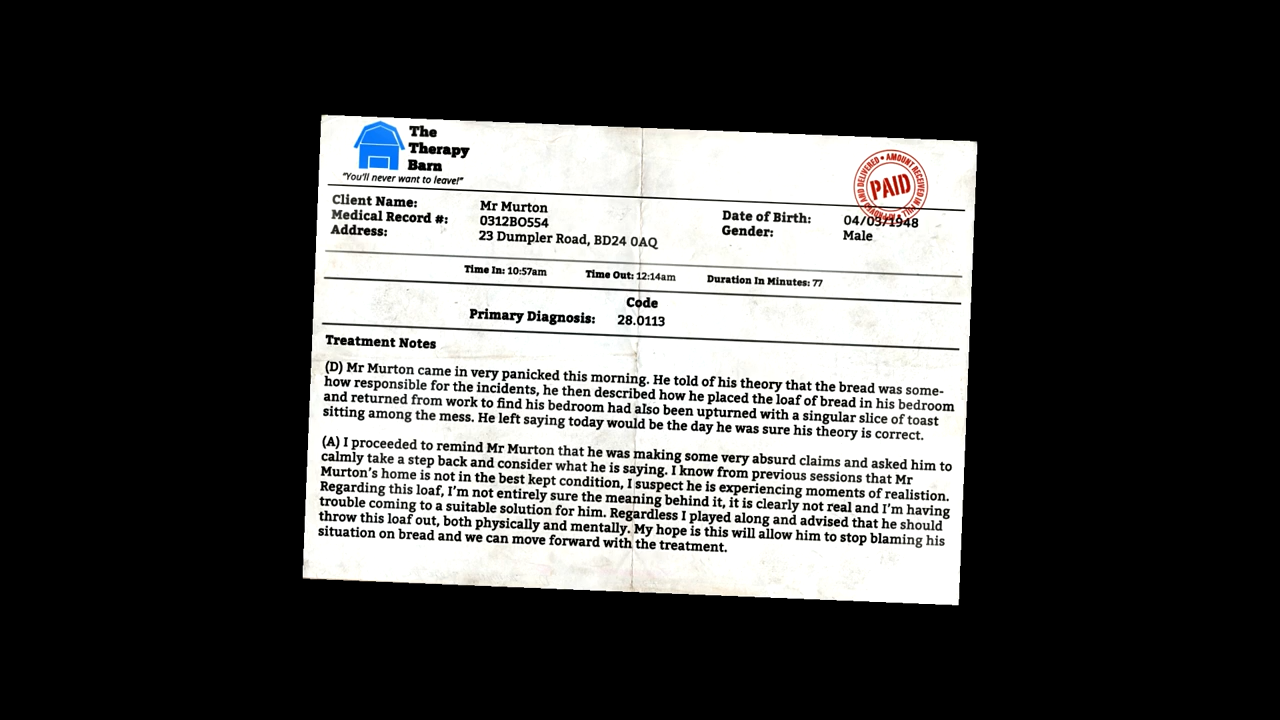 The
Therapy
Barn
"You'll never want to leave!"
PAID
Client Name: Mr Murton
Medical Record #: 0312BO554
Address: 23 Dumpler Road, BD24 0AQ
Date of Birth: 04/03/1948
Gender: Male
Time In: 10:57am Time Out: 12:14am Duration In Minutes: 77
Code
Primary Diagnosis: 28.0113
Treatment Notes
(D) Mr Murton came in very panicked this morning. He told of his theory that the bread was some-
how responsible for the incidents, he then described how he placed the loaf of bread in his bedroom
and returned from work to find his bedroom had also been upturned with a singular slice of toast
sitting among the mess. He left saying today would be the day he was sure his theory is correct.
(A) I proceeded to remind Mr Murton that he was making some very absurd claims and asked him to
calmly take a step back and consider what he is saying. I know from previous sessions that Mr
Murton's home is not in the best kept condition, I suspect he is experiencing moments of realistion.
Regarding this loaf, I'm not entirely sure the meaning behind it, it is clearly not real and I'm having
trouble coming to a suitable solution for him. Regardless I played along and advised that he should
throw this loaf out, both physically and mentally. My hope is this will allow him to stop blaming his
situation on bread and we can move forward with the treatment.